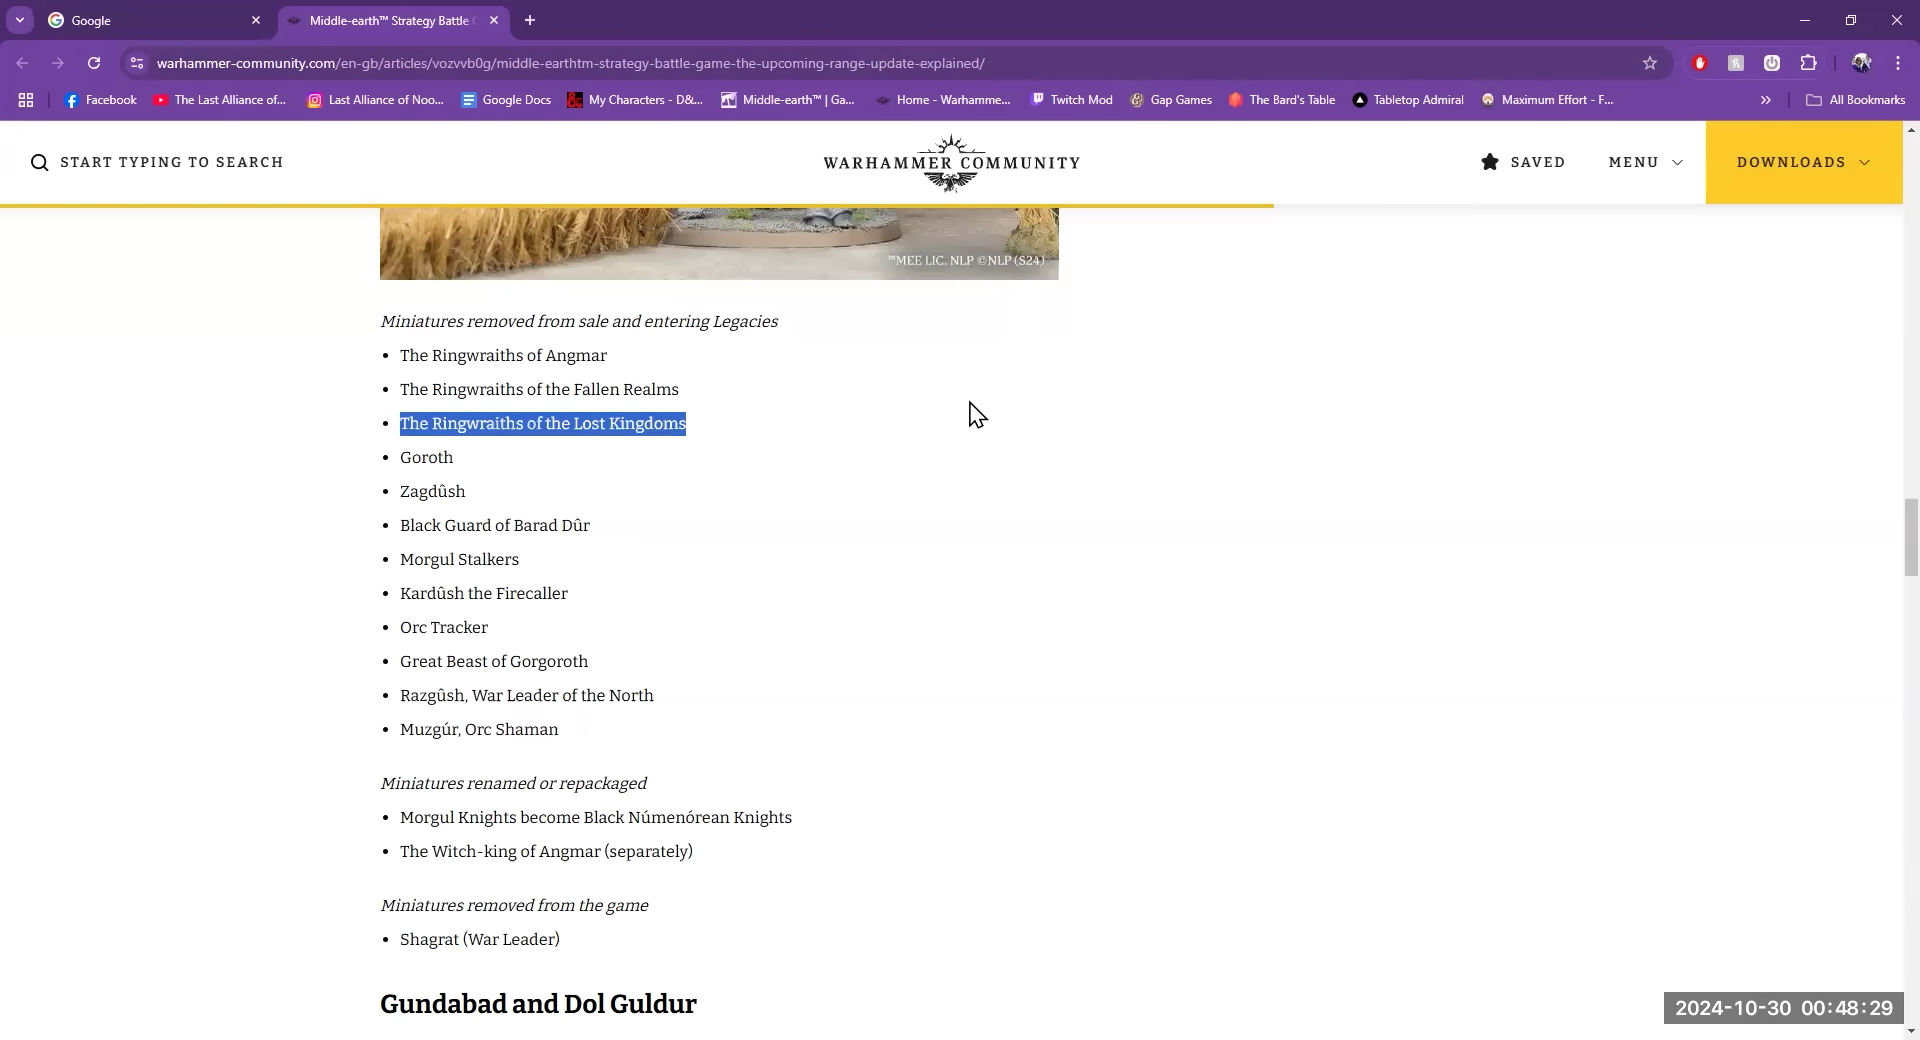 Google
Middle-earth™ Strategy Battle
warhammer-community.com/en-gb/articles/vozvvb0g/middle-earthtm-strategy-battle-game-the-upcoming-range-update-explained/
Facebook
The Last Alliance of...
Last Alliance of Noo...
Google Docs
My Characters - D&...
Middle-earth™ | Ga...
Home - Warhamme...
Twitch Mod
Gap Games
The Bard's Table
Tabletop Admiral
Maximum Effort - F...
»
All Bookmarks
START TYPING TO SEARCH
WARHAMMER COMMUNITY
SAVED
MENU
DOWNLOADS
™MEE LIC. NLP ©NLP (S24)
Miniatures removed from sale and entering Legacies
• The Ringwraiths of Angmar
• The Ringwraiths of the Fallen Realms
• The Ringwraiths of the Lost Kingdoms
• Goroth
• Zagdûsh
• Black Guard of Barad Dûr
• Morgul Stalkers
• Kardûsh the Firecaller
• Orc Tracker
• Great Beast of Gorgoroth
• Razgûsh, War Leader of the North
• Muzgúr, Orc Shaman
Miniatures renamed or repackaged
• Morgul Knights become Black Númenórean Knights
• The Witch-king of Angmar (separately)
Miniatures removed from the game
• Shagrat (War Leader)
Gundabad and Dol Guldur
2024-10-30 00:48:29